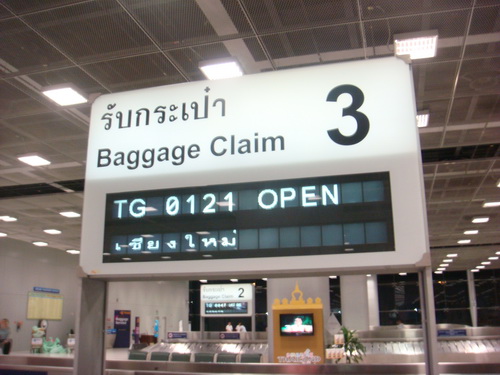 รับกระเป๋า
Baggage Claim
3
TG 0121 OPEN
เชียงใหม่
2